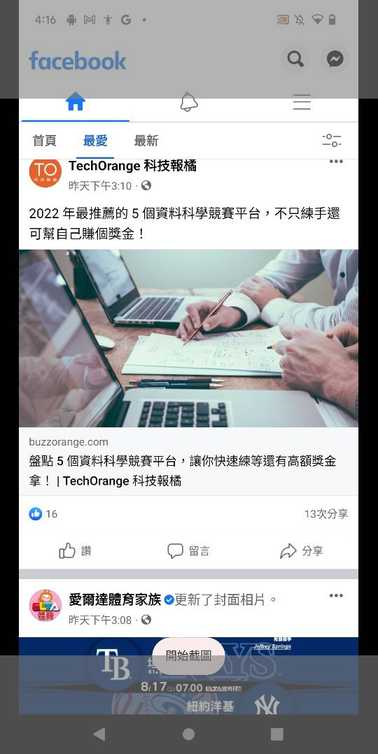 4:16
facebook
首頁 最愛 最新
TechOrange 科技報橘
昨天下午3:10
2022 年最推薦的 5 個資料科學競賽平台，不只練手還
可幫自己賺個獎金！
buzzorange.com
盤點 5 個資料科學競賽平台，讓你快速練等還有高額獎金
拿！ | TechOrange 科技報橘
16
13次分享
讚 留言 分享
愛爾達體育家族 更新了封面相片。
昨天下午3:08
Jeffrey Springs
TB
開始截圖
8/17 07:00
紐約洋基
NY